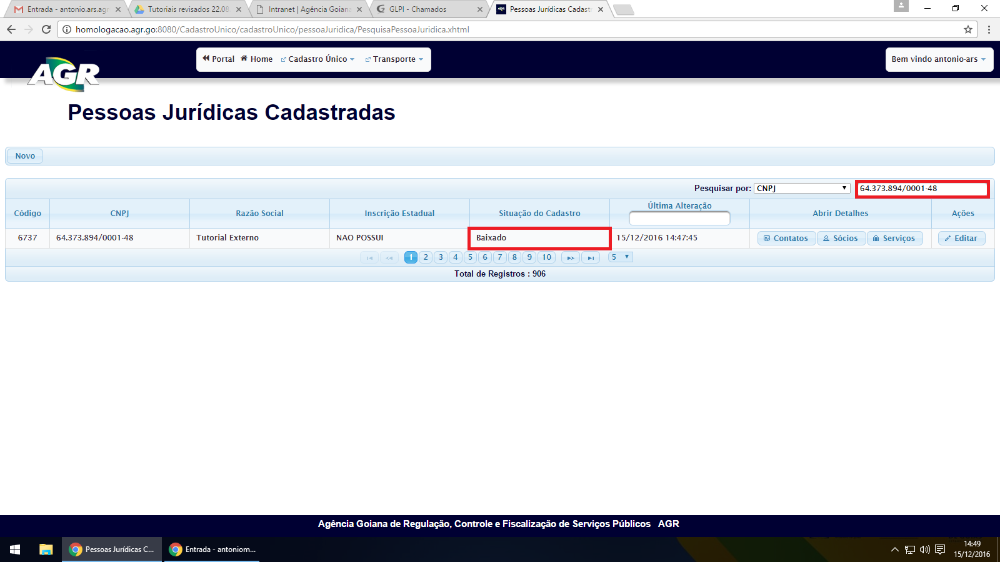 Entrada - antonio.ars.agr
Tutoriais revisados 22.08
Intranet | Agência Goiana
GLPI - Chamados
Pessoas Jurídicas Cadast
homologacao.agr.go:8080/CadastroUnico/cadastroUnico/pessoaJuridica/PesquisaPessoaJuridica.xhtml
AGR
Portal Home Cadastro Único Transporte
Bem vindo antonio-ars
Pessoas Jurídicas Cadastradas
Novo
Pesquisar por: CNPJ 64.373.894/0001-48
Código CNPJ Razão Social Inscrição Estadual Situação do Cadastro Última Alteração Abrir Detalhes Ações
6737 64.373.894/0001-48 Tutorial Externo NAO POSSUI Baixado 15/12/2016 14:47:45 Contatos Sócios Serviços Editar
1 2 3 4 5 6 7 8 9 10 5
Total de Registros : 906
Agência Goiana de Regulação, Controle e Fiscalização de Serviços Públicos AGR
Pessoas Jurídicas C...
Entrada - antoniom...
14:49
15/12/2016